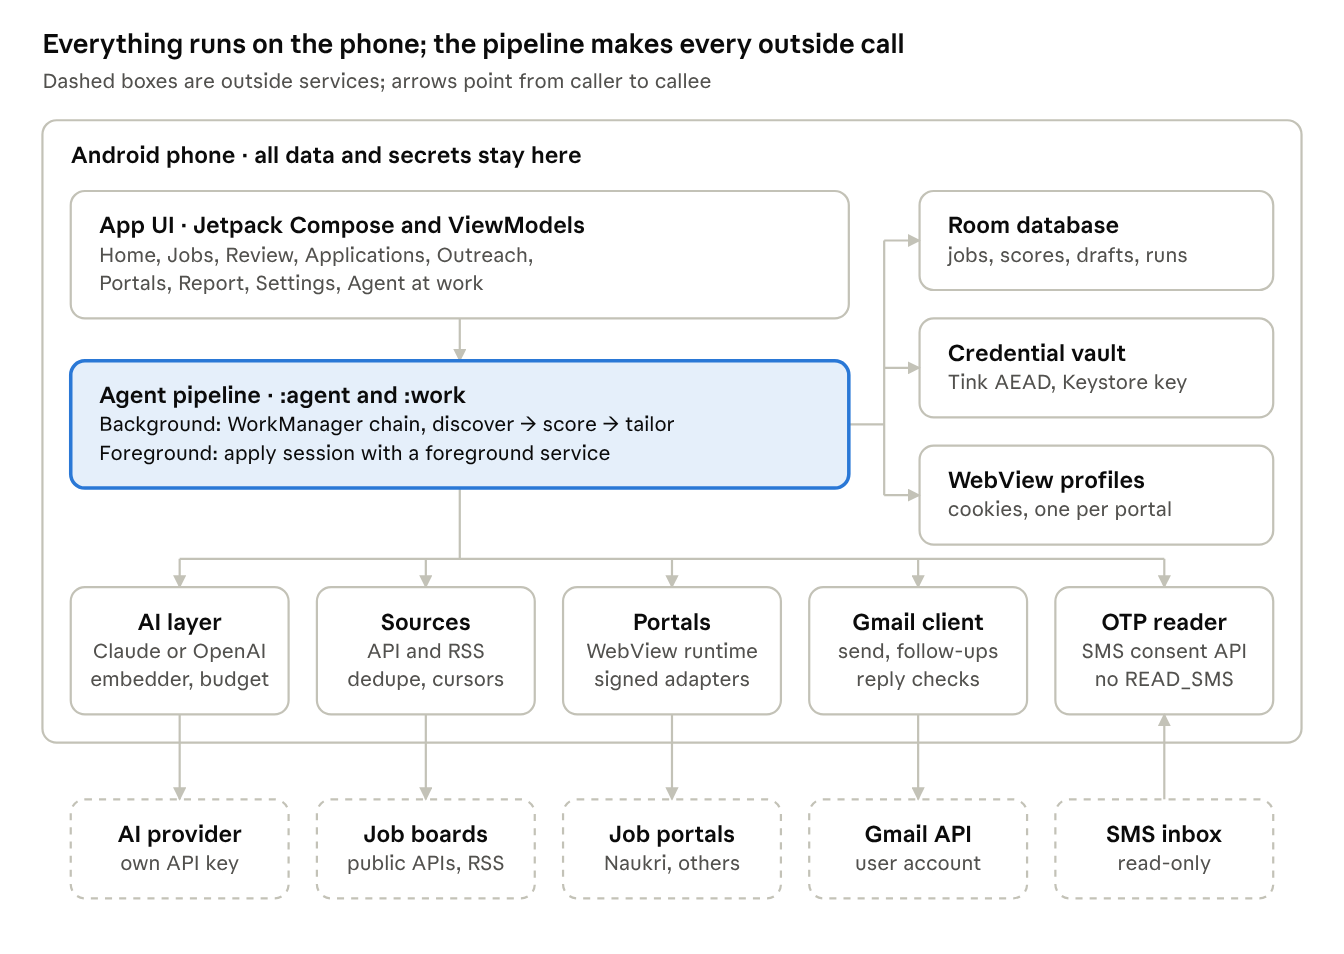 Everything runs on the phone; the pipeline makes every outside call
Dashed boxes are outside services; arrows point from caller to callee
Android phone · all data and secrets stay here
App UI · Jetpack Compose and ViewModels
Home, Jobs, Review, Applications, Outreach,
Portals, Report, Settings, Agent at work
Room database
jobs, scores, drafts, runs
Agent pipeline · :agent and :work
Background: WorkManager chain, discover → score → tailor
Foreground: apply session with a foreground service
Credential vault
Tink AEAD, Keystore key
WebView profiles
cookies, one per portal
AI layer
Claude or OpenAI
embedder, budget
Sources
API and RSS
dedupe, cursors
Portals
WebView runtime
signed adapters
Gmail client
send, follow-ups
reply checks
OTP reader
SMS consent API
no READ_SMS
AI provider
own API key
Job boards
public APIs, RSS
Job portals
Naukri, others
Gmail API
user account
SMS inbox
read-only